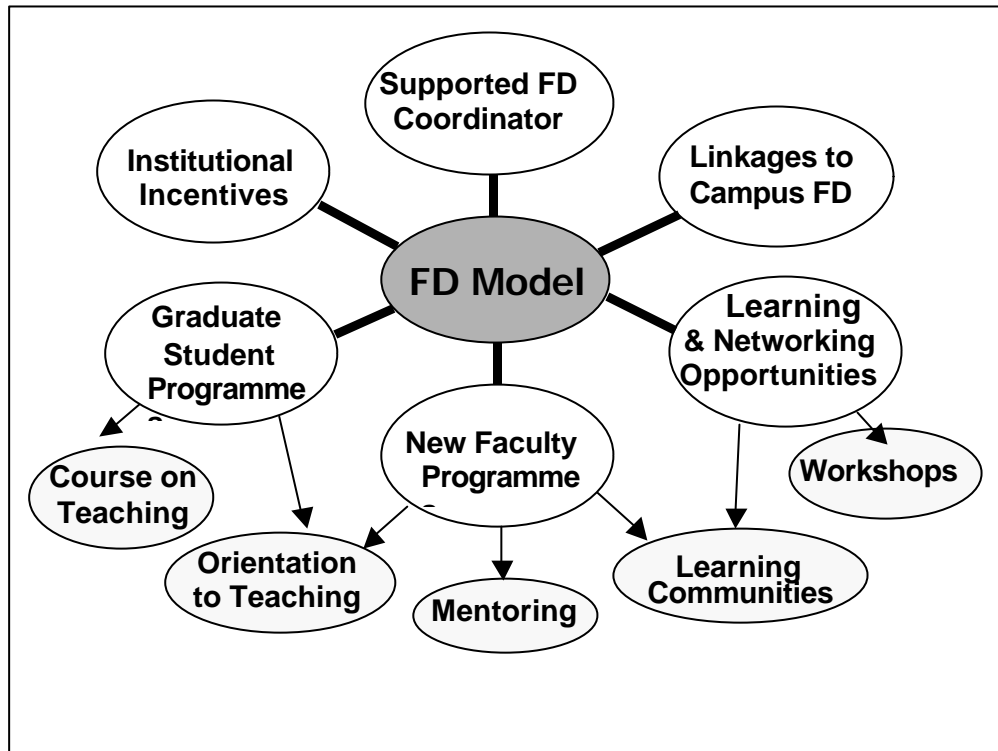 Supported FD
Coordinator
Institutional
Incentives
Linkages to
Campus FD
FD Model
Graduate
Student
Programme
Learning
& Networking
Opportunities
New Faculty
Programme
Course on
Teaching
Workshops
Orientation
to Teaching
Mentoring
Learning
Communities